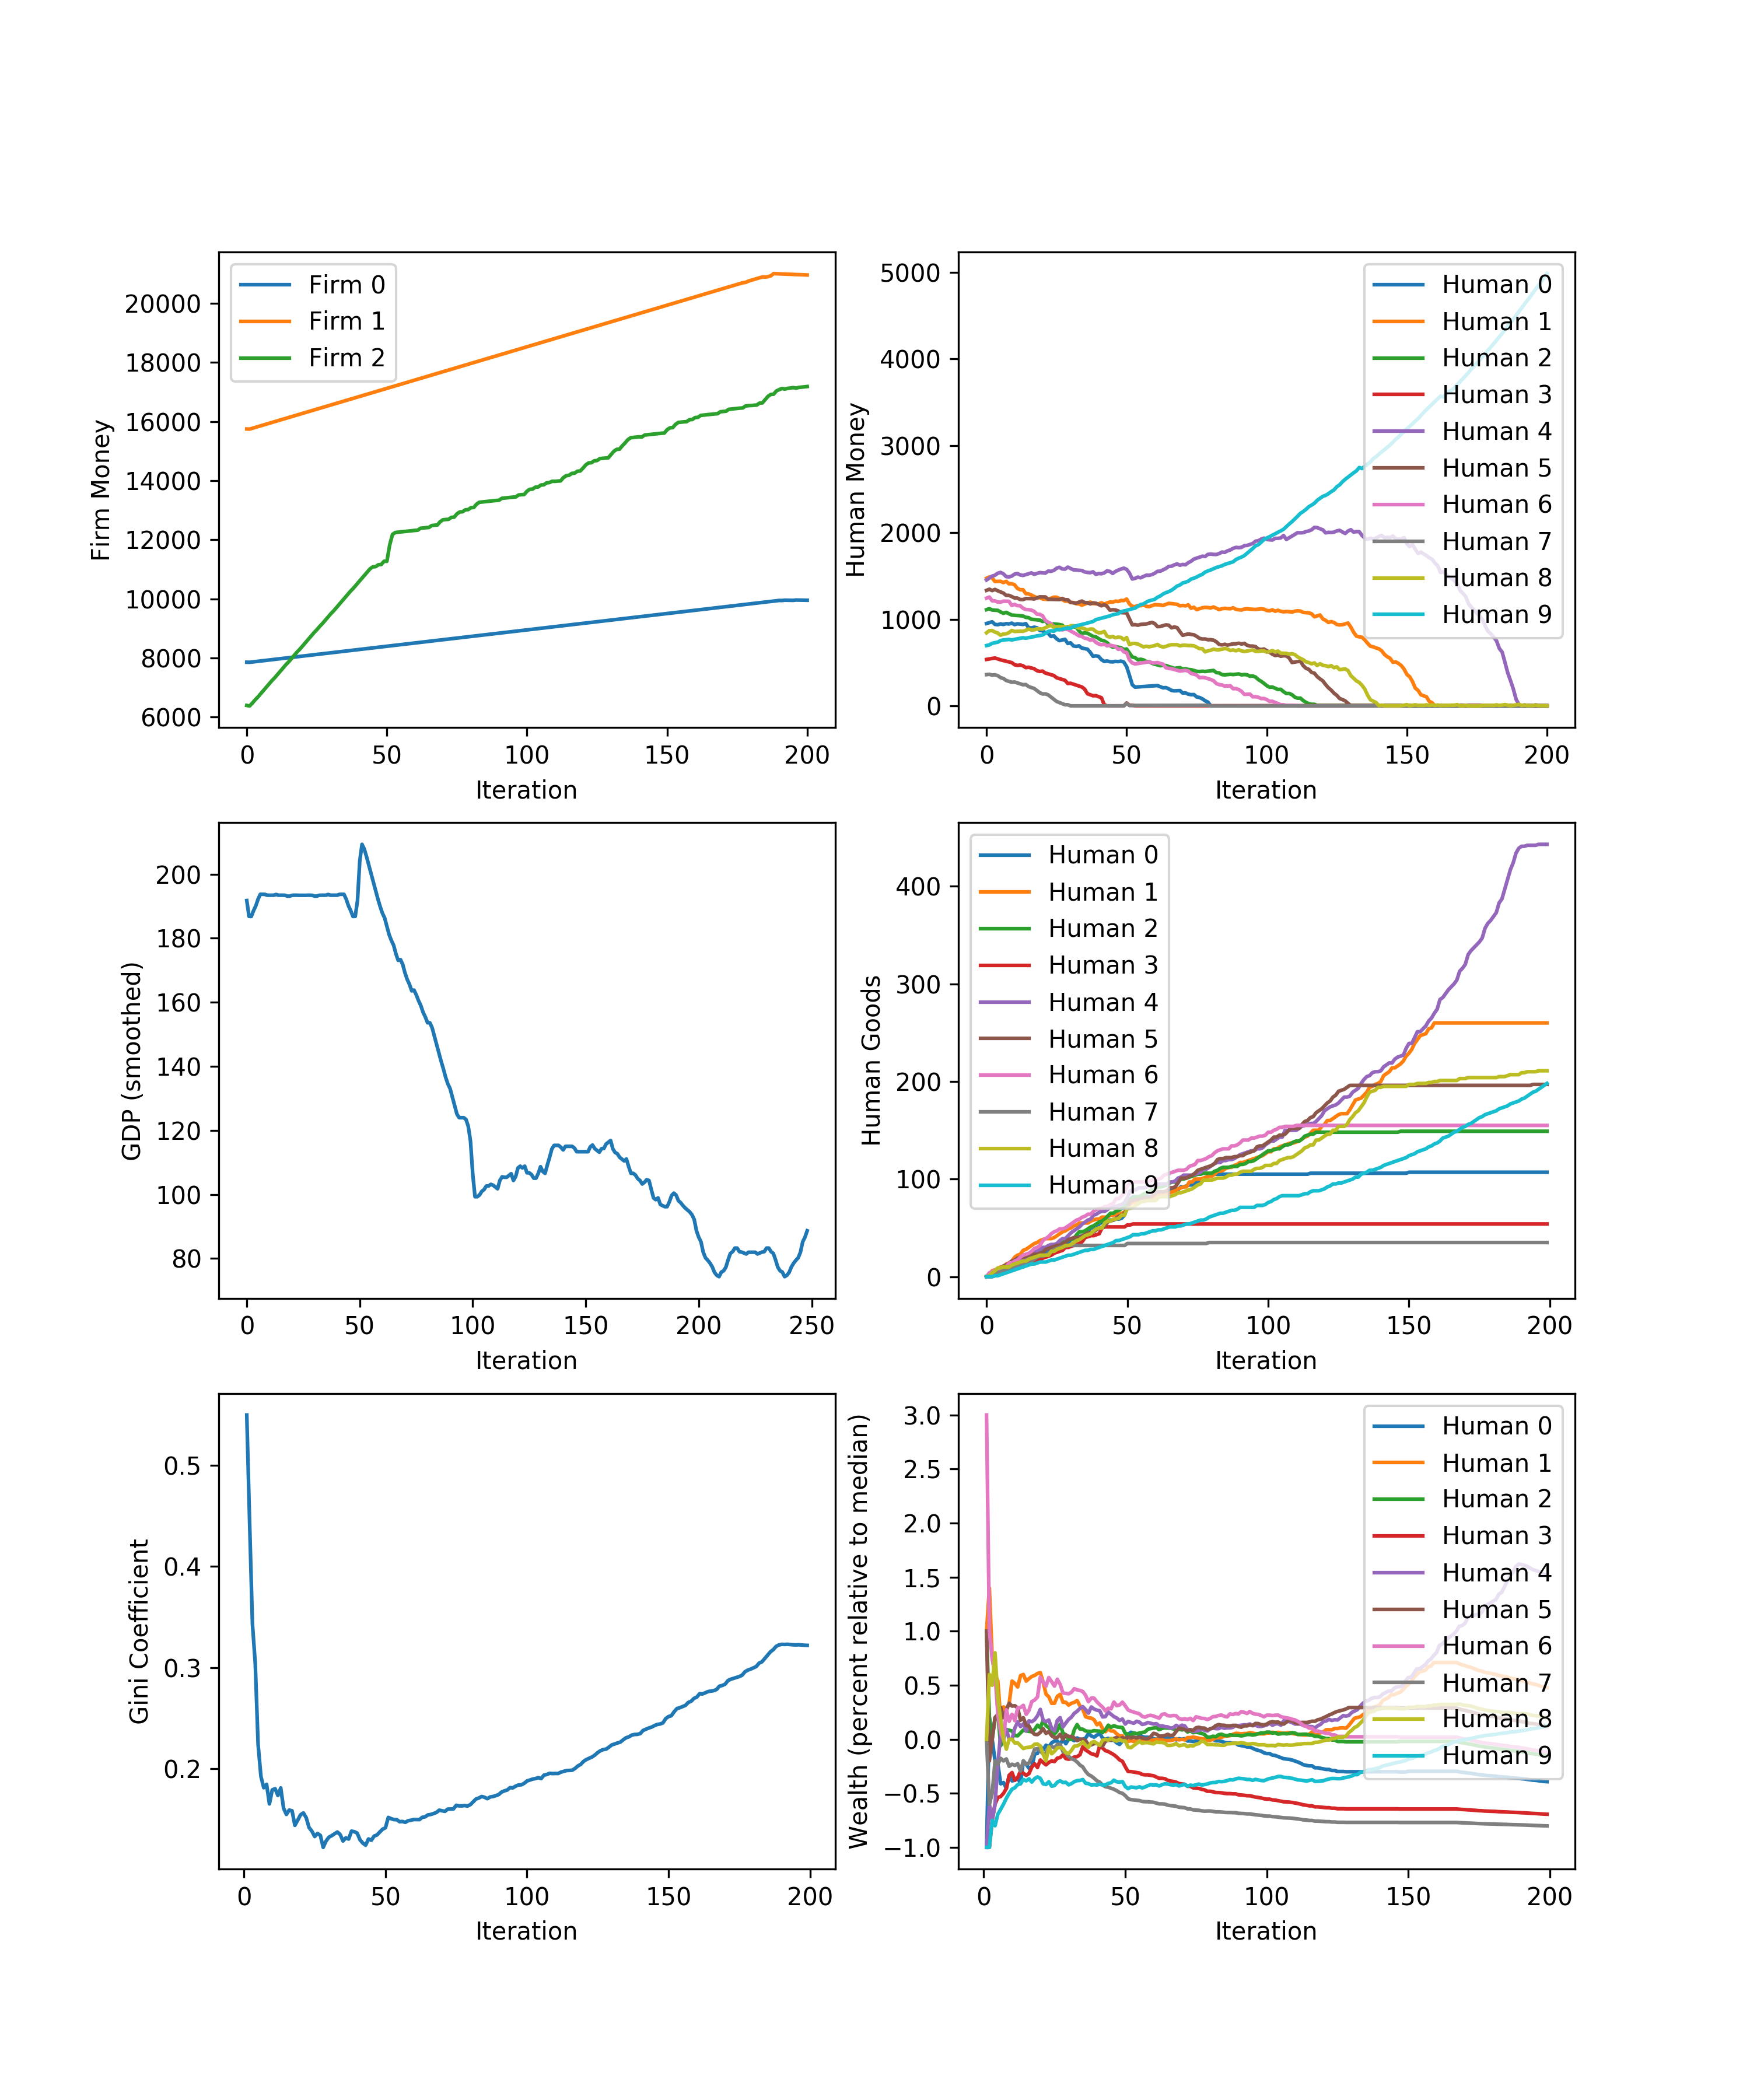 Firm Money
20000
18000
16000
14000
12000
10000
8000
6000
Firm 0
Firm 1
Firm 2
0 50 100 150 200
Iteration
Human Money
5000
4000
3000
2000
1000
0
Human 0
Human 1
Human 2
Human 3
Human 4
Human 5
Human 6
Human 7
Human 8
Human 9
0 50 100 150 200
Iteration
GDP (smoothed)
200
180
160
140
120
100
80
0 50 100 150 200 250
Iteration
Human Goods
400
300
200
100
0
Human 0
Human 1
Human 2
Human 3
Human 4
Human 5
Human 6
Human 7
Human 8
Human 9
0 50 100 150 200
Iteration
Gini Coefficient
0.5
0.4
0.3
0.2
0 50 100 150 200
Iteration
Wealth (percent relative to median)
3.0
2.5
2.0
1.5
1.0
0.5
0.0
−0.5
−1.0
Human 0
Human 1
Human 2
Human 3
Human 4
Human 5
Human 6
Human 7
Human 8
Human 9
0 50 100 150 200
Iteration